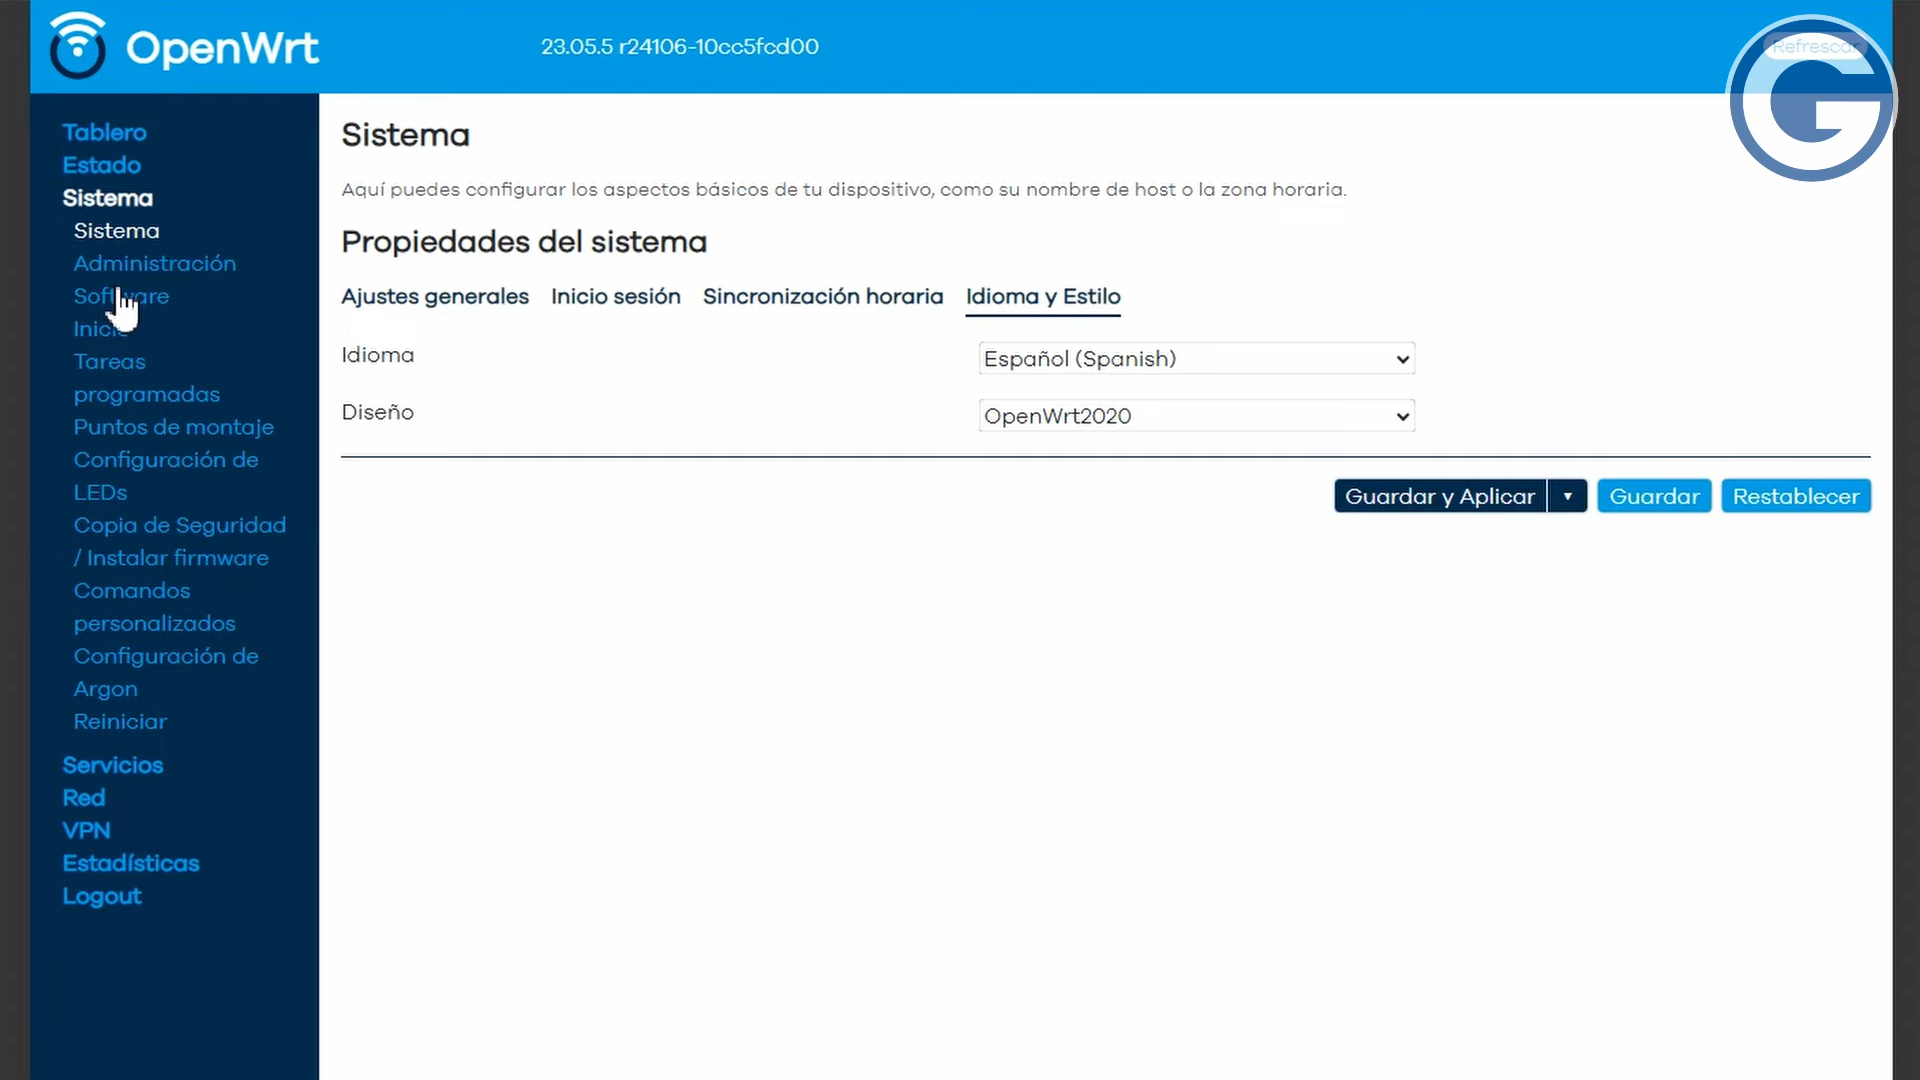 OpenWrt
23.05.5 r24106-10cc5fcd00
Refrescar
G
Tablero
Estado
Sistema
Sistema
Administración
Software
Inicio
Tareas
programadas
Puntos de montaje
Configuración de
LEDs
Copia de Seguridad
/ Instalar firmware
Comandos
personalizados
Configuración de
Argon
Reiniciar
Servicios
Red
VPN
Estadísticas
Logout
Sistema
Aquí puedes configurar los aspectos básicos de tu dispositivo, como su nombre de host o la zona horaria.
Propiedades del sistema
Ajustes generales Inicio sesión Sincronización horaria Idioma y Estilo
Idioma Español (Spanish)
Diseño OpenWrt2020
Guardar y Aplicar Guardar Restablecer